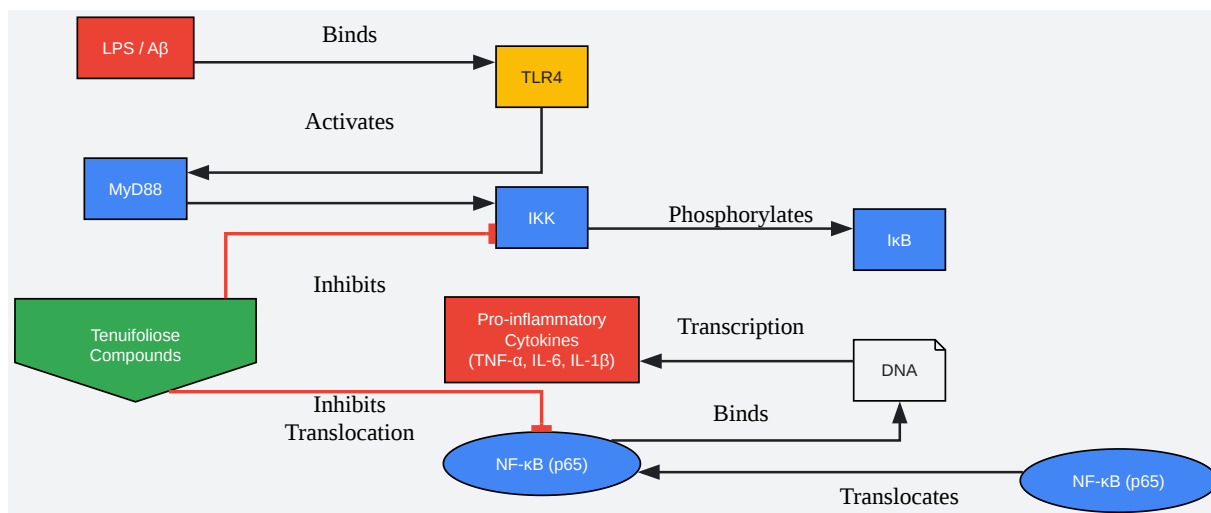 LPS / Aβ
Binds
TLR4
Activates
MyD88
IKK
Phosphorylates
IκB
Inhibits
Tenuifoliose
Compounds
Pro-inflammatory
Cytokines
(TNF-α, IL-6, IL-1β)
Transcription
DNA
Inhibits
Translocation
Binds
NF-κB (p65)
Translocates
NF-κB (p65)